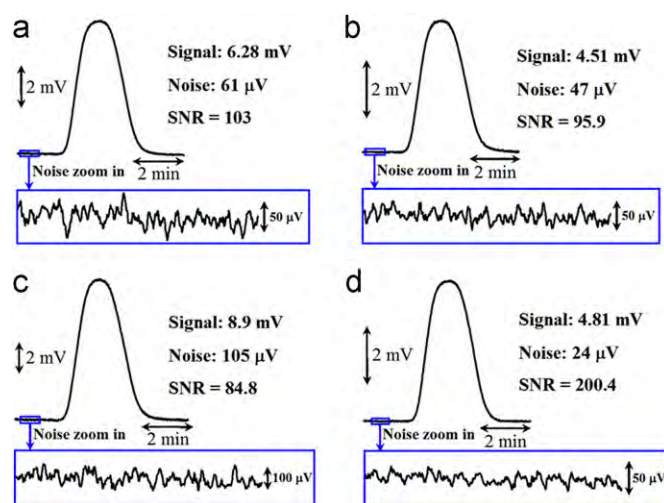 a
Signal: 6.28 mV
2 mV
Noise: 61 μV
SNR = 103
Noise zoom in
2 min
50 μV
b
Signal: 4.51 mV
2 mV
Noise: 47 μV
SNR = 95.9
Noise zoom in
2 min
50 μV
c
Signal: 8.9 mV
2 mV
Noise: 105 μV
SNR = 84.8
Noise zoom in
2 min
100 μV
d
Signal: 4.81 mV
2 mV
Noise: 24 μV
SNR = 200.4
Noise zoom in
2 min
50 μV